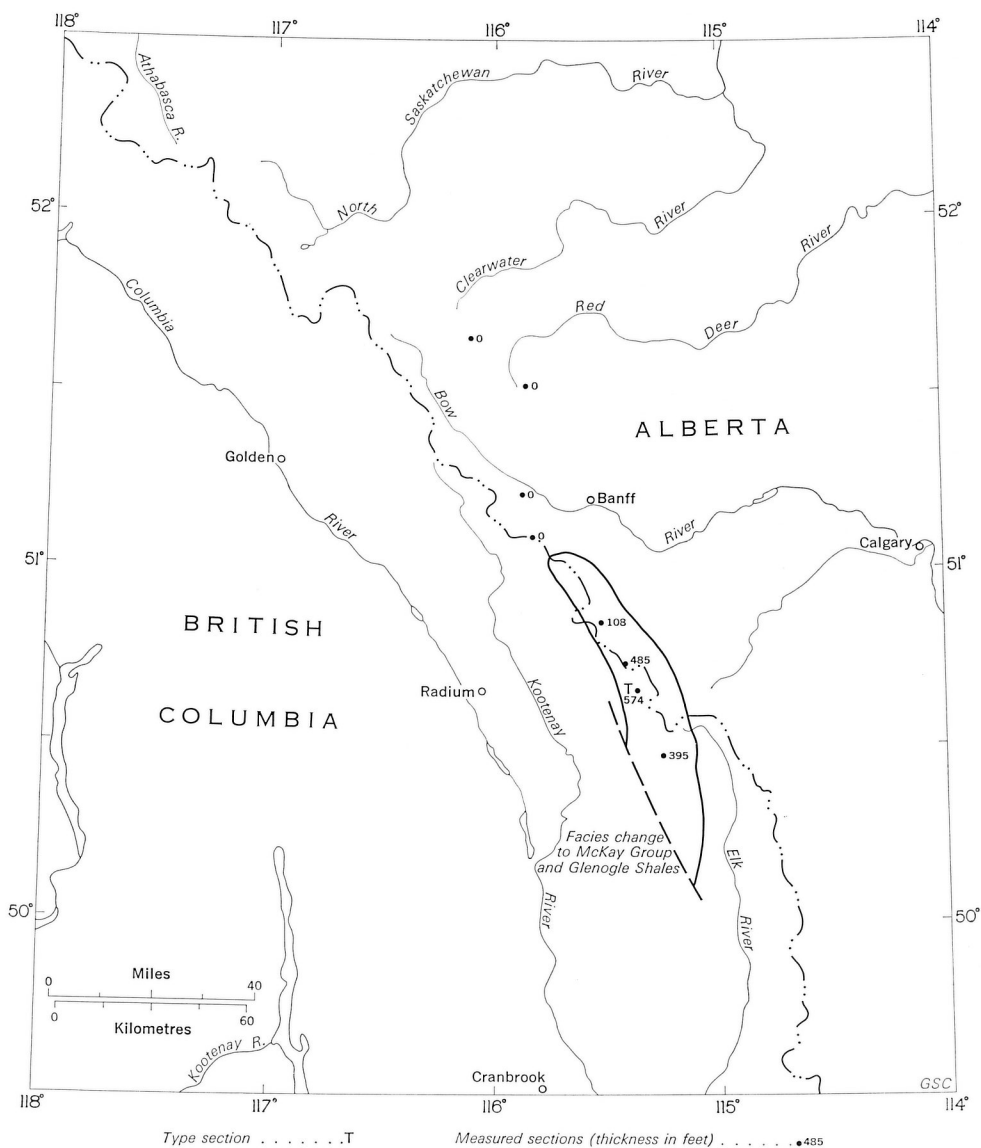 118°
117°
116°
115°
114°
Athabasca R.
Saskatchewan
River
North
52°
52°
Clearwater
River
River
Columbia
Red
Deer
0
0
Bow
ALBERTA
Golden
0
Banff
River
River
0
Calgary
51°
51°
BRITISH
COLUMBIA
108
485
T
574
Radium
Kootenay
395
Facies change
to McKay Group
and Glenogle Shales
Elk
50°
50°
River
River
Miles
0
40
0
60
Kilometres
Kootenay R.
Cranbrook
GSC
118°
117°
116°
115°
114°
Type section . . . . . . . T
Measured sections (thickness in feet) . . . . . . 485